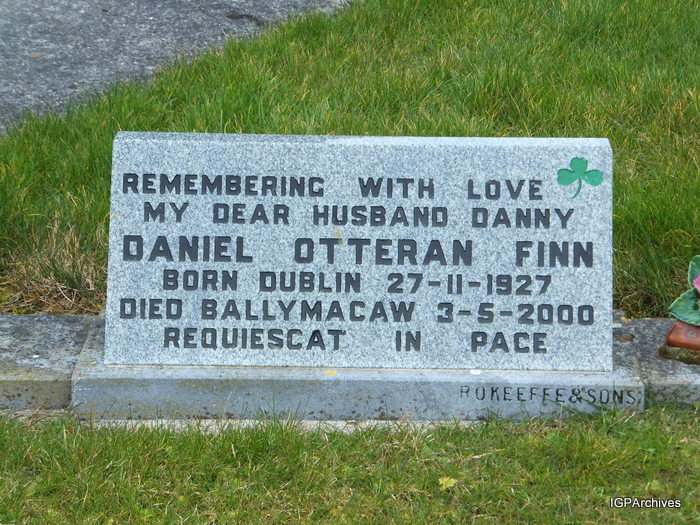 REMEMBERING WITH LOVE
MY DEAR HUSBAND DANNY
DANIEL OTTERAN FINN
BORN DUBLIN 27-11-1927
DIED BALLYMACAW 3-5-2000
REQUIESCAT IN PACE
R.O.KEEFFE&SONS.
IGPArchives